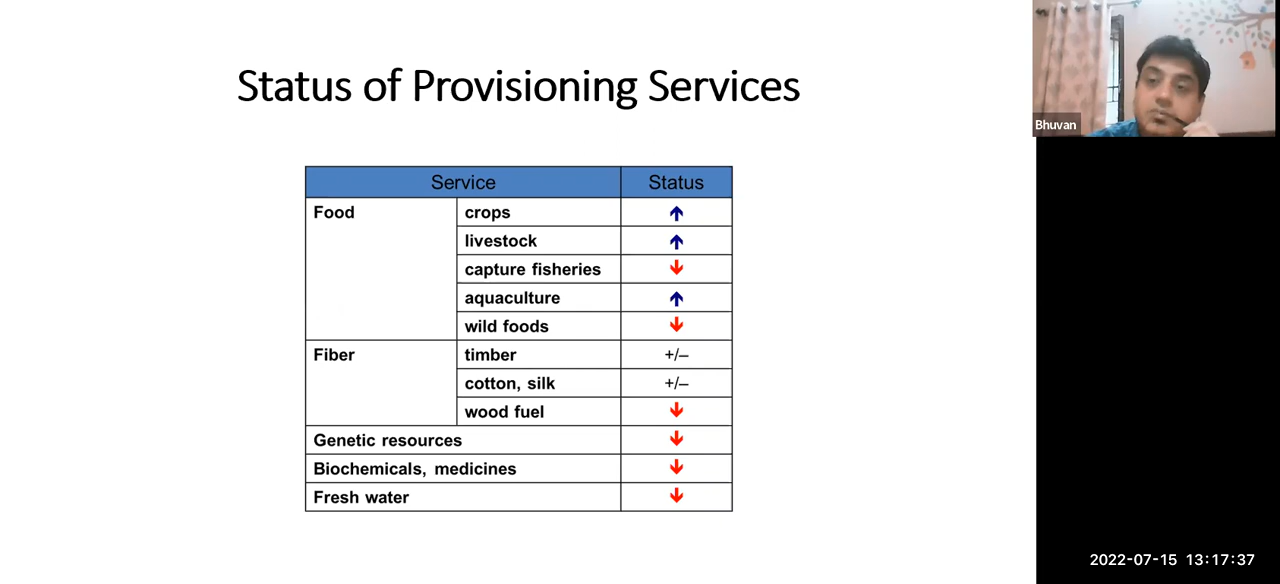 Status of Provisioning Services
Bhuvan
Service Status
Food crops ↑
livestock ↑
capture fisheries ↓
aquaculture ↑
wild foods ↓
Fiber timber +/–
cotton, silk +/–
wood fuel ↓
Genetic resources ↓
Biochemicals, medicines ↓
Fresh water ↓
2022-07-15 13:17:37